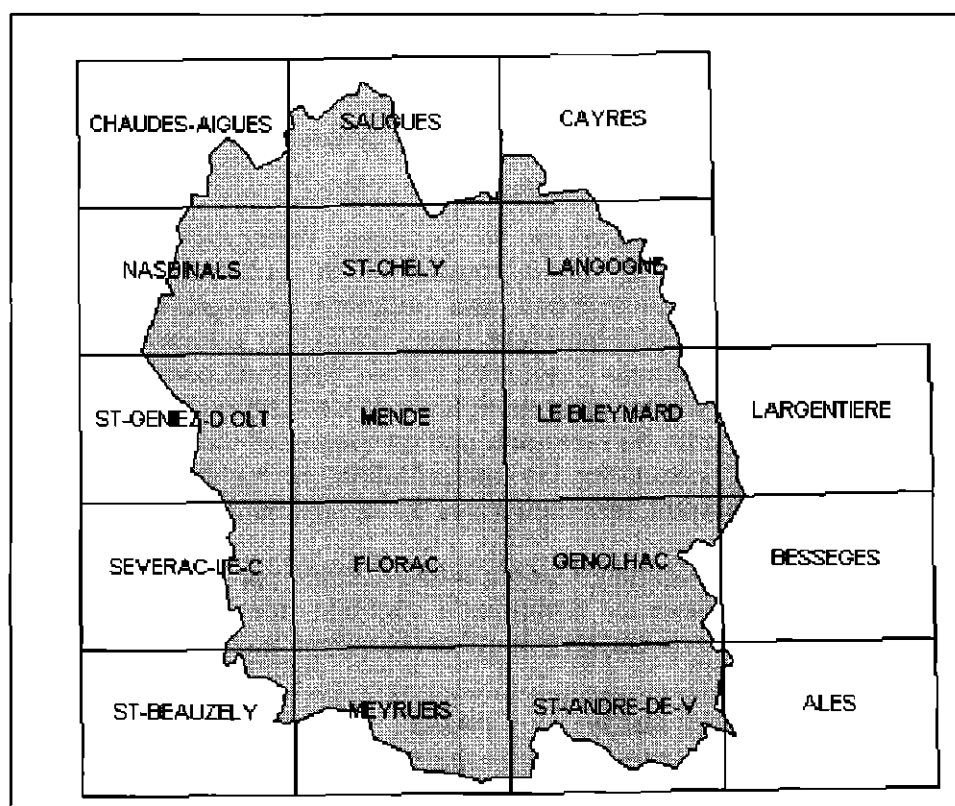 CHAUDES-AIGUES SAUGUES CAYRES
NASBINALS ST-CHELY LANGOGNE
ST-GENIEZ-D OLT MENDE LE BLEYMARD LARGENTIERE
SEVERAC-LE-C FLORAC GENOLHAC BESSEGES
ST-BEAUZELY MEYRUEIS ST-ANDRE-DE-V ALES